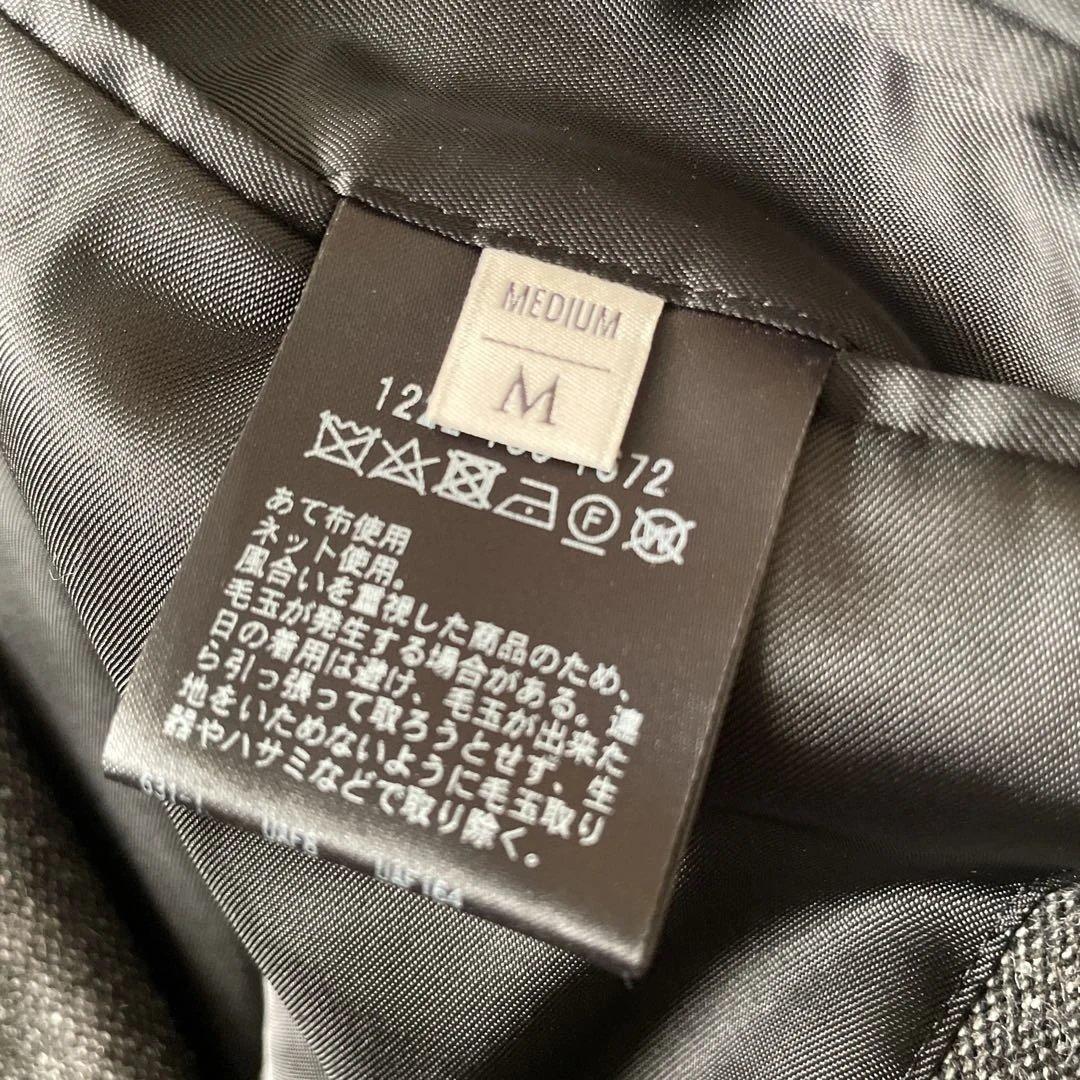 MEDIUM
M
F
W
あて布使用
ネット使用。
風合いを重視した商品のため、
毛玉が発生する場合がある。連
日の着用は避け、毛玉が出来た
ら引っ張って取ろうとせず、生
地をいためないように毛玉取り
器やハサミなどで取り除く。